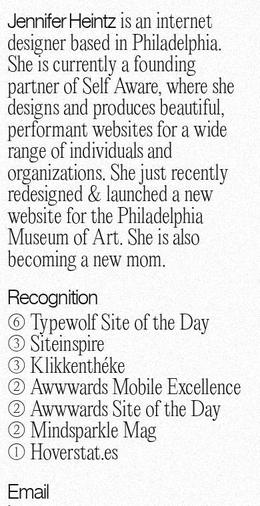 Jennifer Heintz is an internet
designer based in Philadelphia.
She is currently a founding
partner of Self Aware, where she
designs and produces beautiful,
performant websites for a wide
range of individuals and
organizations. She just recently
redesigned & launched a new
website for the Philadelphia
Museum of Art. She is also
becoming a new mom.
Recognition
⑥ Typewolf Site of the Day
③ Siteinspire
③ Klikkenthéke
② Awwwards Mobile Excellence
② Awwwards Site of the Day
② Mindsparkle Mag
① Hoverstat.es
Email